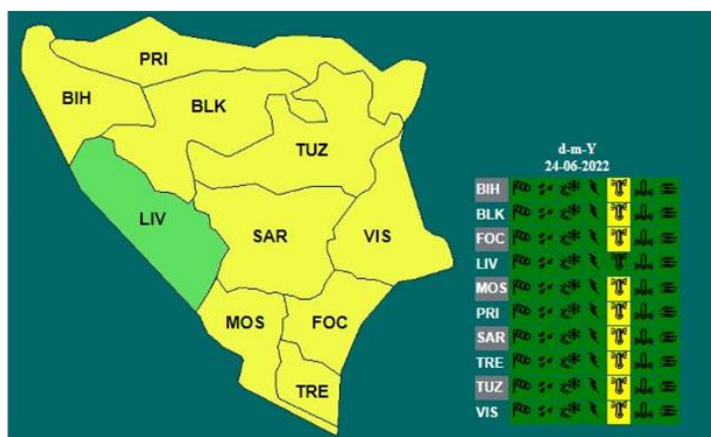 PRI
BIH
BLK
TUZ
LIV
SAR
VIS
MOS
FOC
TRE
d-m-Y
24-06-2022
BIH
BLK
FOC
LIV
MOS
PRI
SAR
TRE
TUZ
VIS